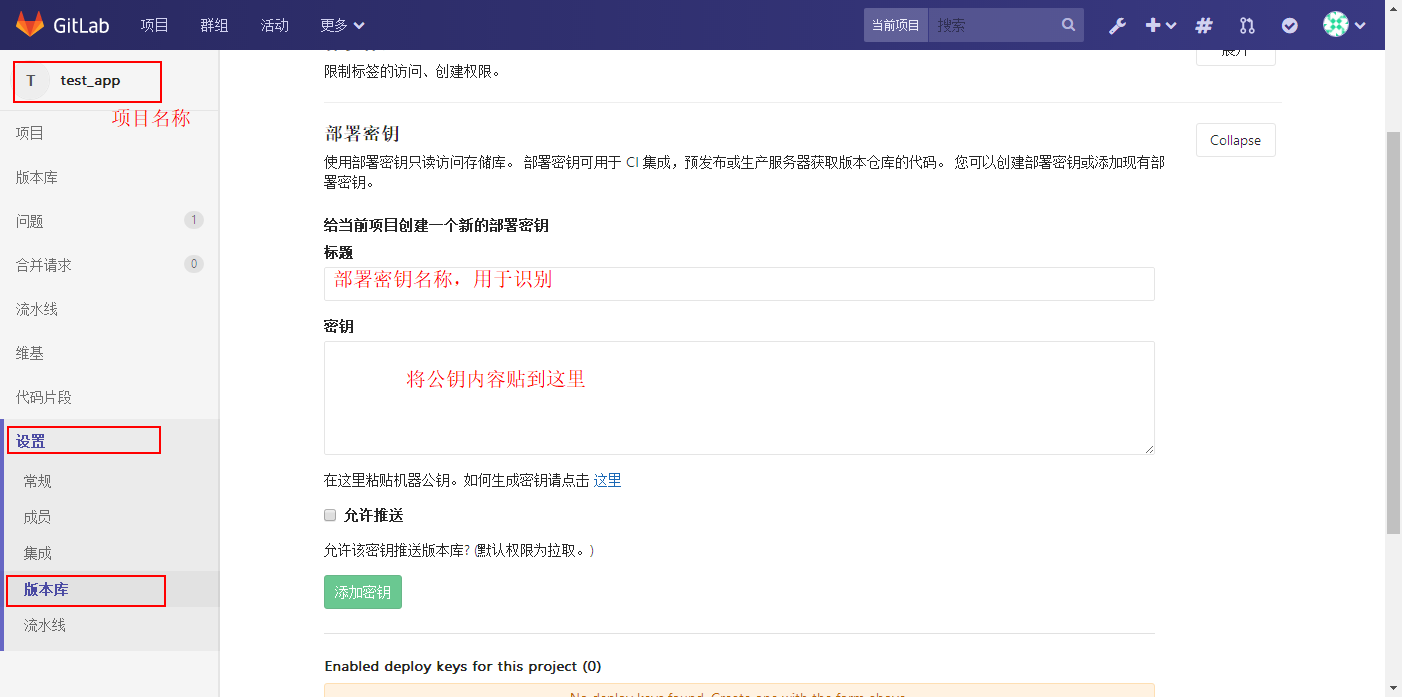 GitLab 项目 群组 活动 更多 当前项目 搜索
T test_app
项目名称
项目
版本库
问题 1
合并请求 0
流水线
维基
代码片段
设置
常规
成员
集成
版本库
流水线
展开
限制标签的访问、创建权限。
部署密钥
Collapse
使用部署密钥只读访问存储库。 部署密钥可用于 CI 集成，预发布或生产服务器获取版本仓库的代码。 您可以创建部署密钥或添加现有部
署密钥。
给当前项目创建一个新的部署密钥
标题
部署密钥名称，用于识别
密钥
将公钥内容贴到这里
在这里粘贴机器公钥。如何生成密钥请点击 这里
允许推送
允许该密钥推送版本库? (默认权限为拉取。)
添加密钥
Enabled deploy keys for this project (0)
No deploy keys found. Create one with the form above.